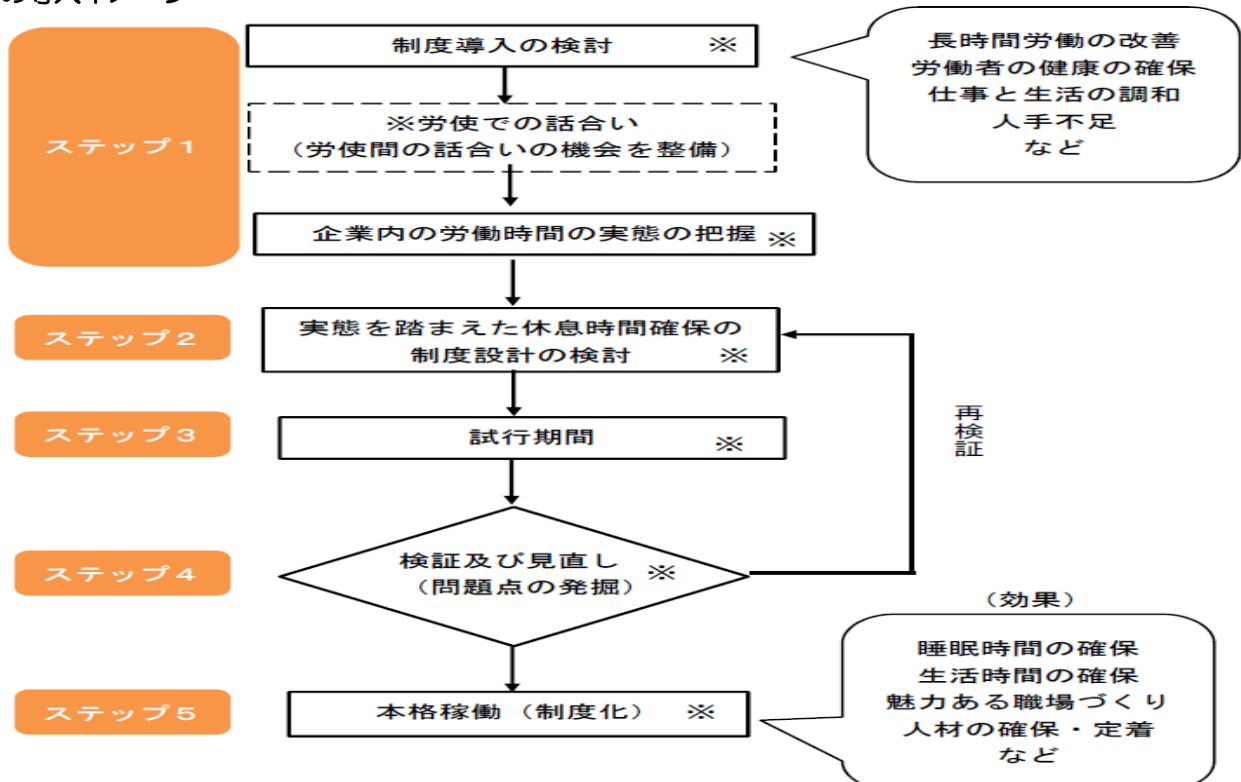 制度導入の検討 ※
長時間労働の改善
労働者の健康の確保
仕事と生活の調和
人手不足
など
ステップ1
※労使での話合い
（労使間の話合いの機会を整備）
企業内の労働時間の実態の把握 ※
ステップ2
実態を踏まえた休息時間確保の
制度設計の検討 ※
ステップ3
試行期間 ※
再検証
ステップ4
検証及び見直し ※
（問題点の発掘）
（効果）
睡眠時間の確保
生活時間の確保
魅力ある職場づくり
人材の確保・定着
など
ステップ5
本格稼働（制度化） ※